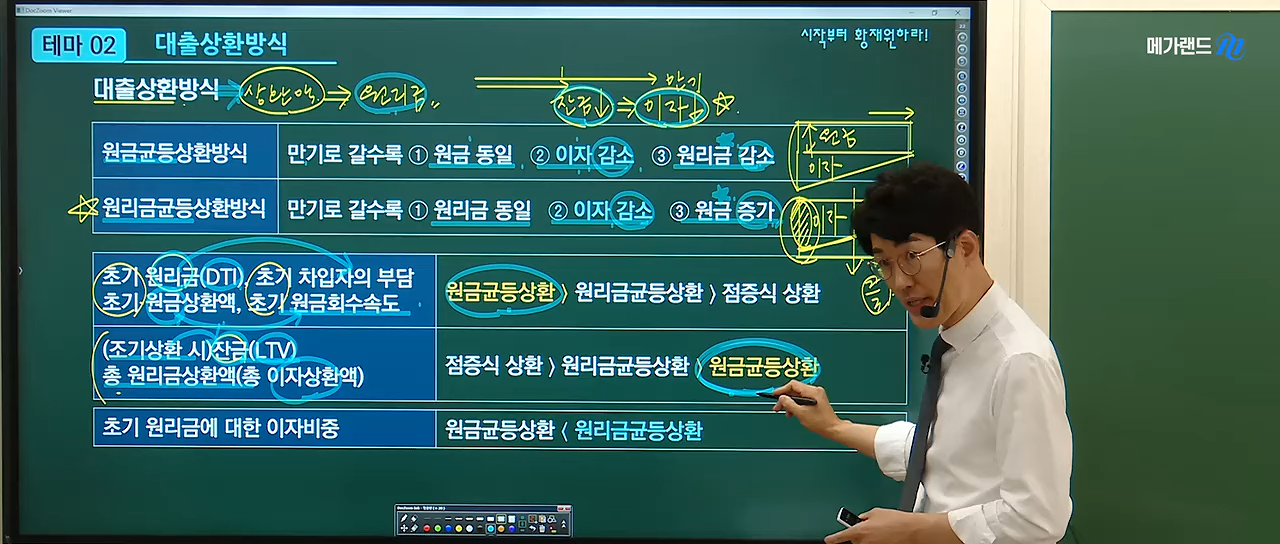 DocZoom Viewer
테마 02 대출상환방식
시작부터 황재원하라!
메가랜드
대출상환방식 → 상환액 ⇒ 원리금
만기
잔금↓ ⇒ 이자↓
원금균등상환방식
만기로 갈수록 ① 원금 동일 ② 이자 감소 ③ 원리금 감소
원금
이자
원리금균등상환방식
만기로 갈수록 ① 원리금 동일 ② 이자 감소 ③ 원금 증가
이자
초기 원리금(DTI), 초기 차입자의 부담
초기 원금상환액, 초기 원금회수속도
원금균등상환 > 원리금균등상환 > 점증식 상환
(조기상환 시)잔금(LTV)
총 원리금상환액(총 이자상환액)
점증식 상환 > 원리금균등상환 > 원금균등상환
초기 원리금에 대한 이자비중
원금균등상환 < 원리금균등상환